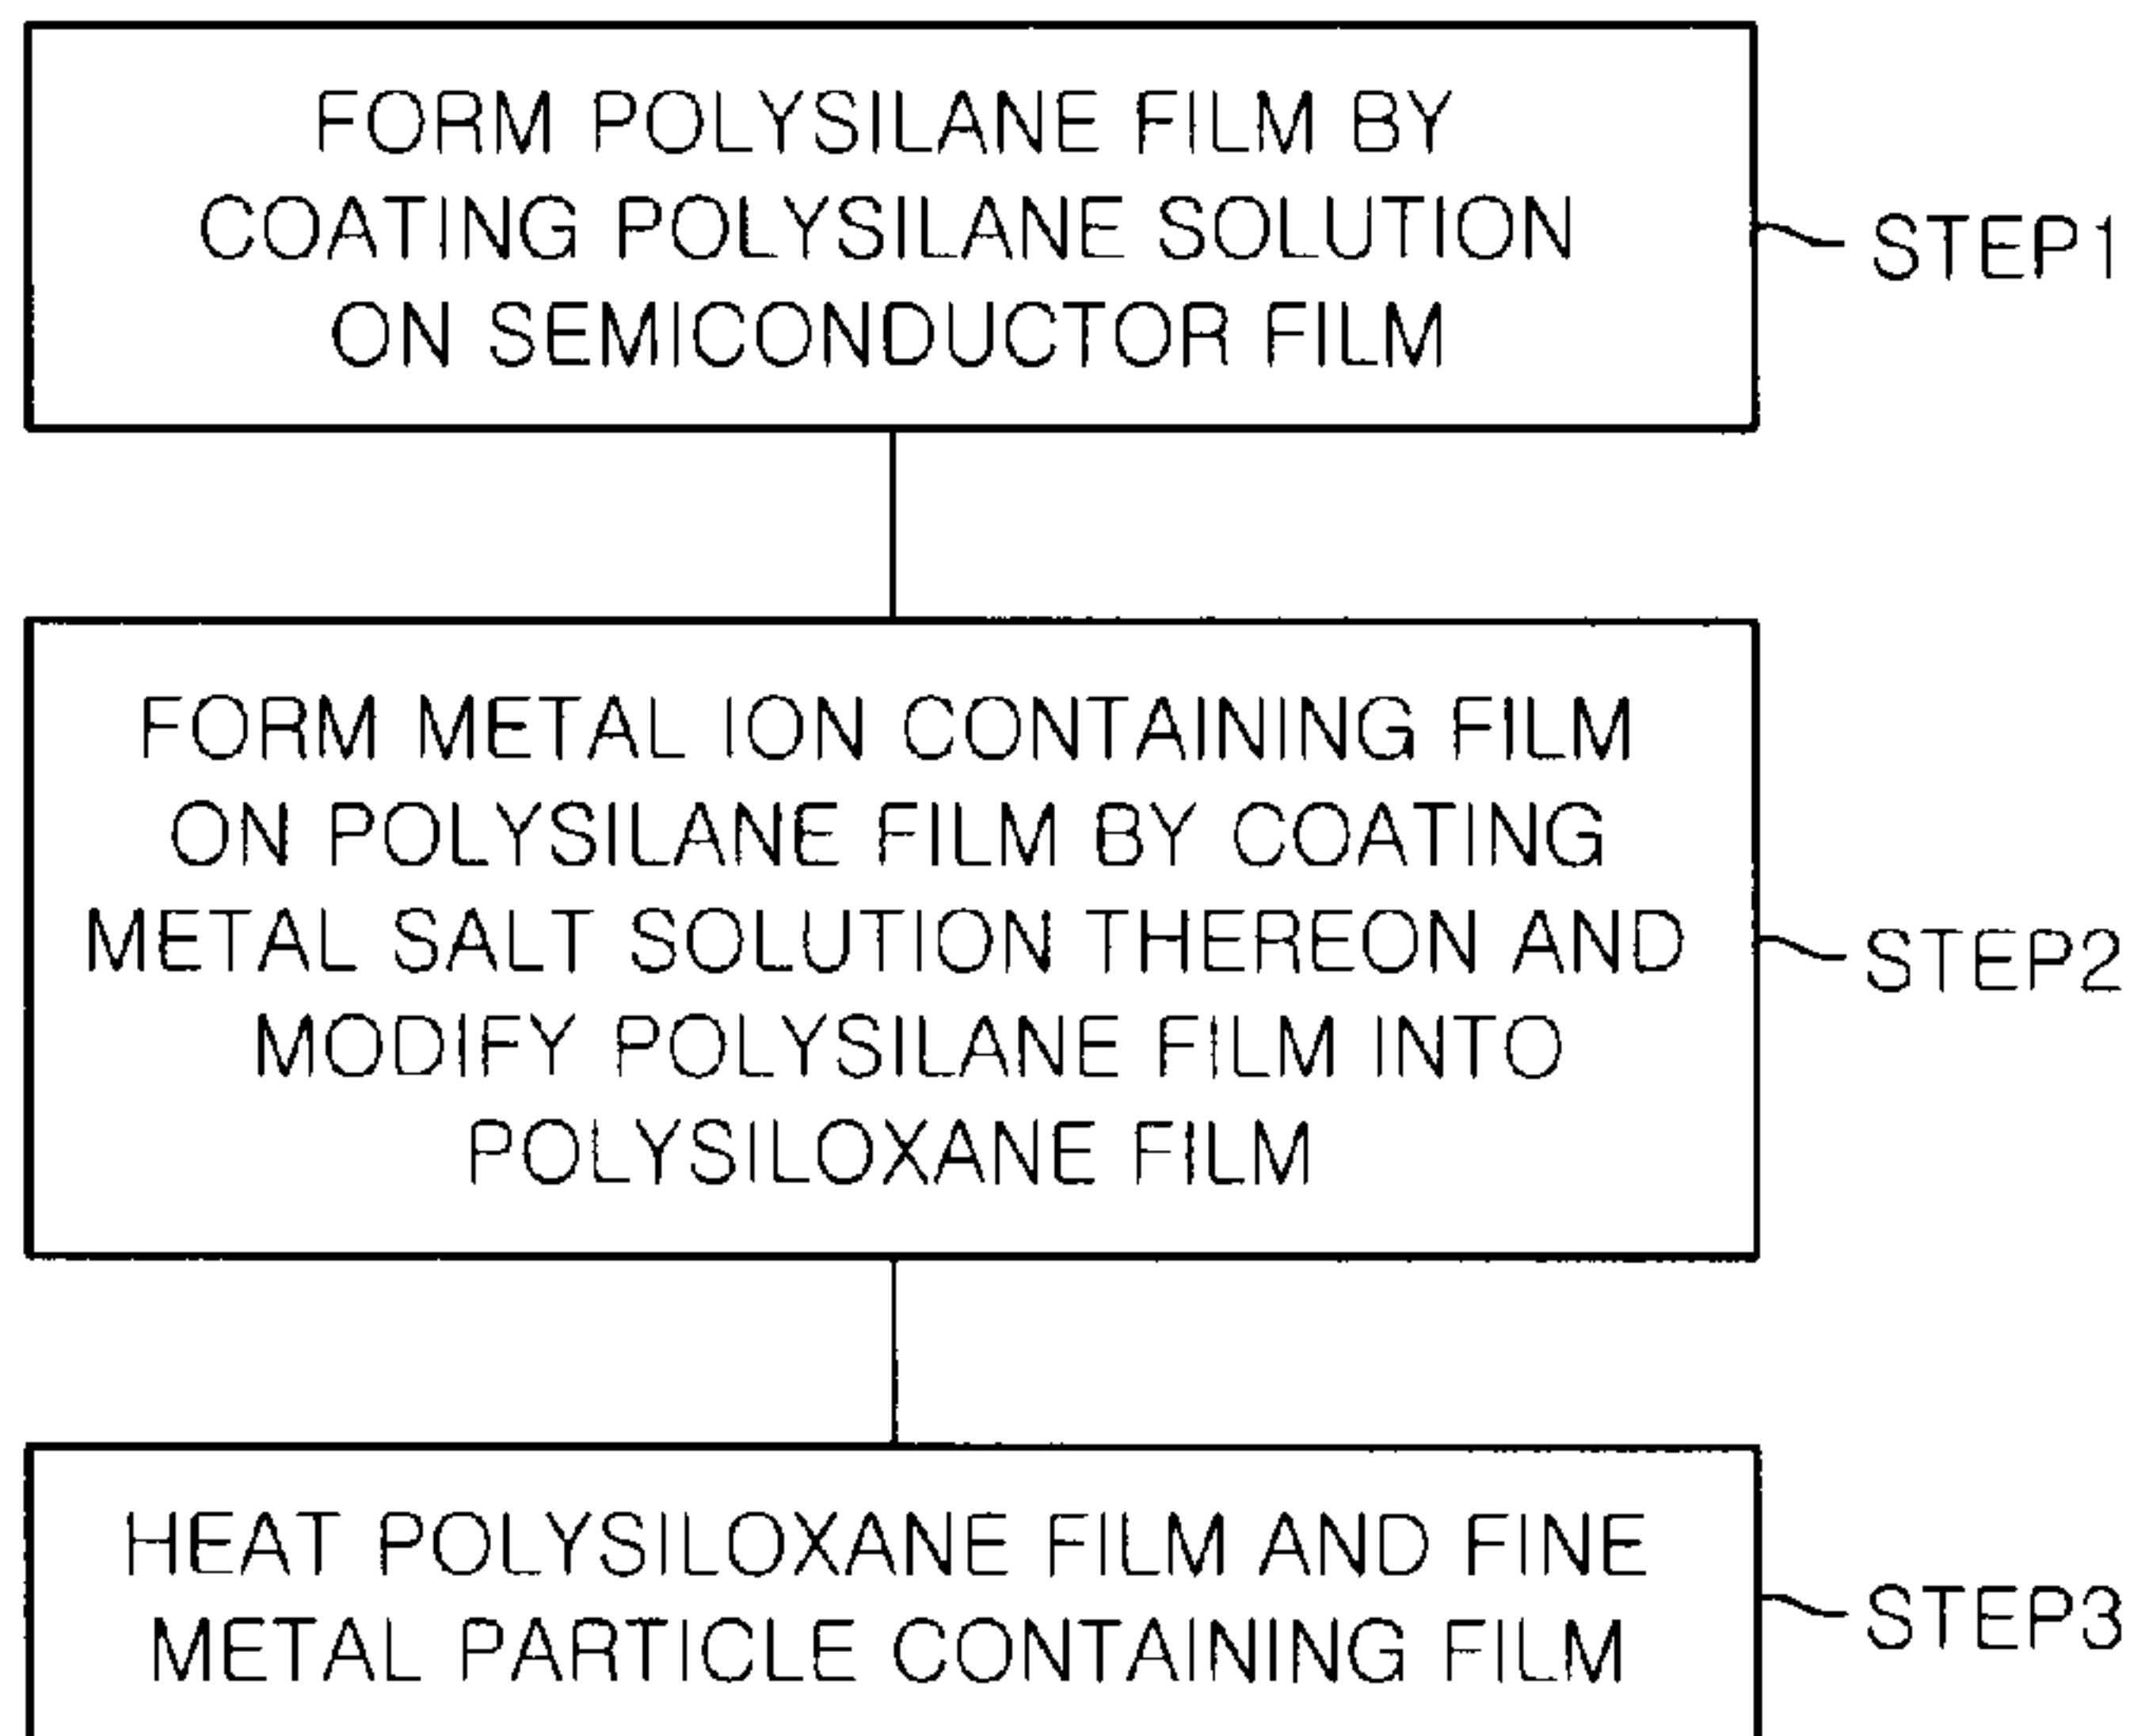 FORM POLYSILANE FILM BY
COATING POLYSILANE SOLUTION
ON SEMICONDUCTOR FILM
STEP1
FORM METAL ION CONTAINING FILM
ON POLYSILANE FILM BY COATING
METAL SALT SOLUTION THEREON AND
MODIFY POLYSILANE FILM INTO
POLYSILOXANE FILM
STEP2
HEAT POLYSILOXANE FILM AND FINE
METAL PARTICLE CONTAINING FILM
STEP3